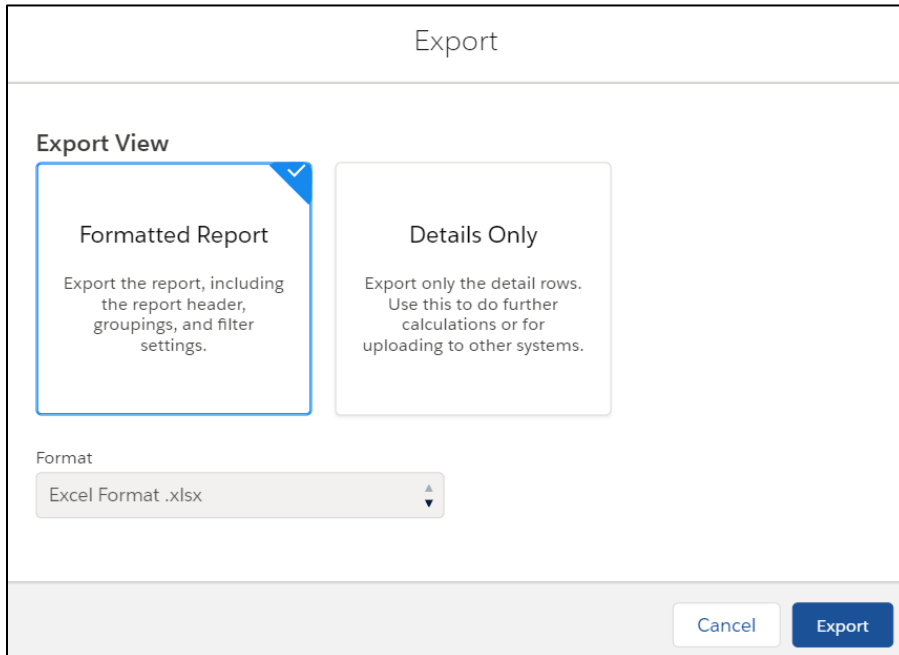 Export
Export View
Formatted Report
Export the report, including
the report header,
groupings, and filter
settings.
Details Only
Export only the detail rows.
Use this to do further
calculations or for
uploading to other systems.
Format
Excel Format .xlsx
Cancel
Export